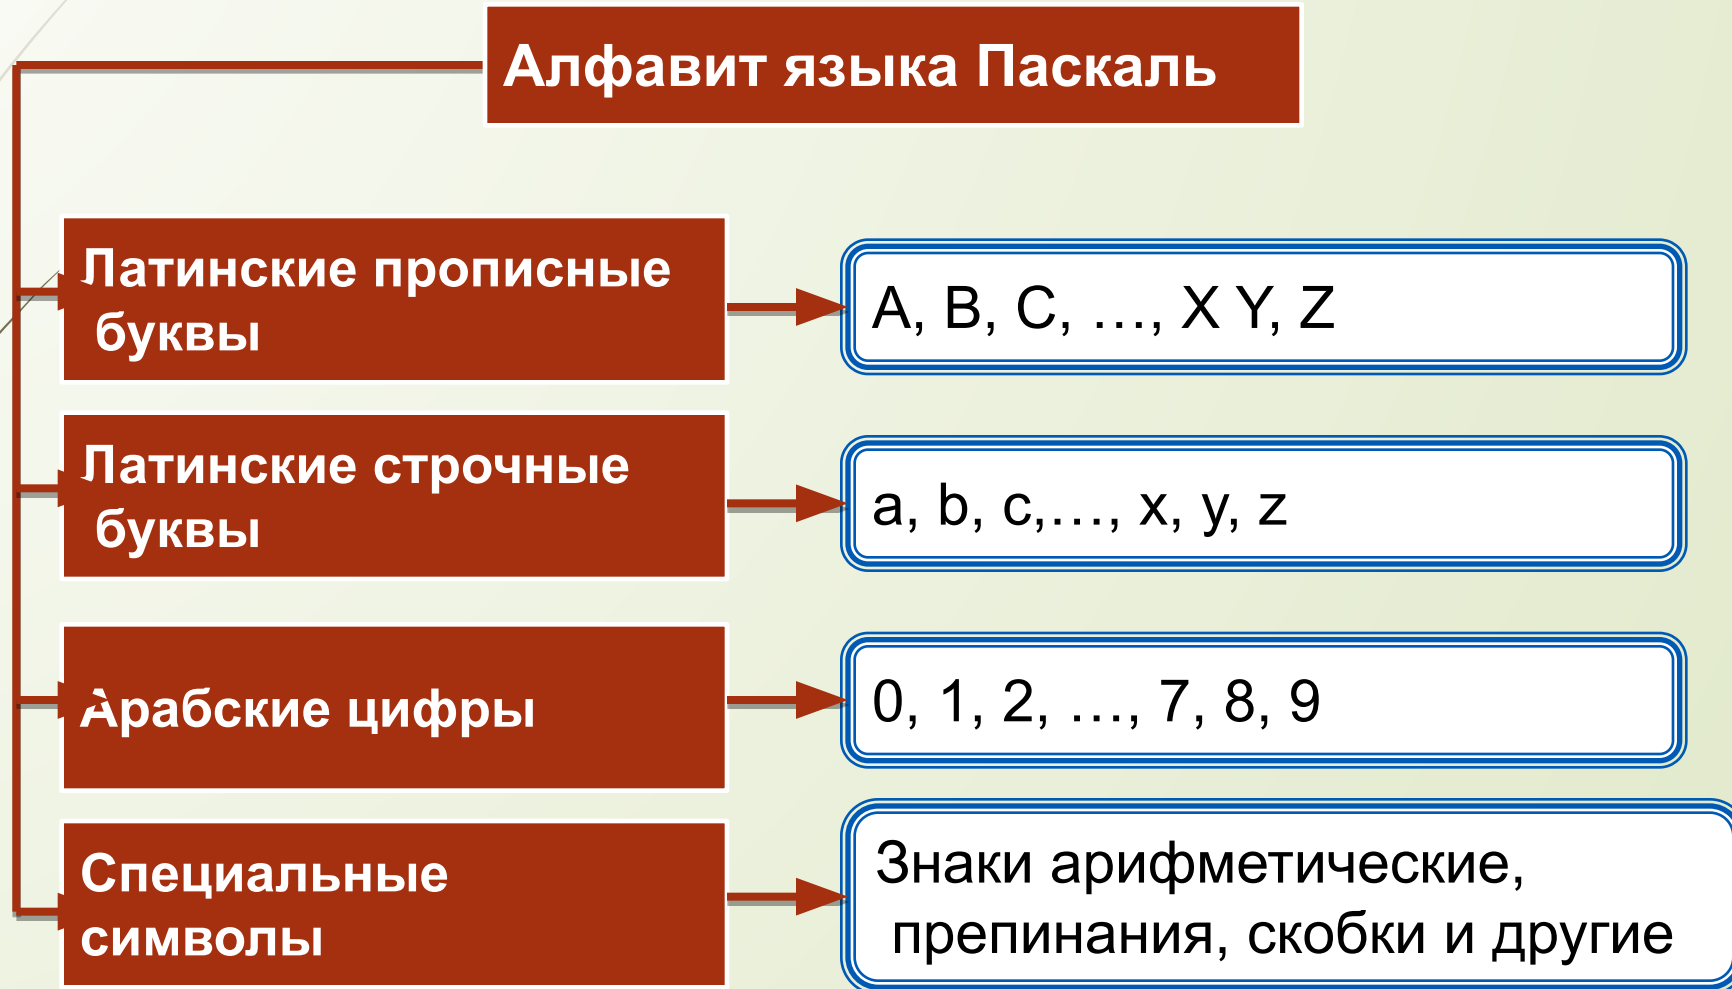 Алфавит языка Паскаль
Латинские прописные
буквы
A, B, C, …, X Y, Z
Латинские строчные
буквы
a, b, c,…, x, y, z
Арабские цифры
0, 1, 2, …, 7, 8, 9
Специальные
символы
Знаки арифметические,
препинания, скобки и другие